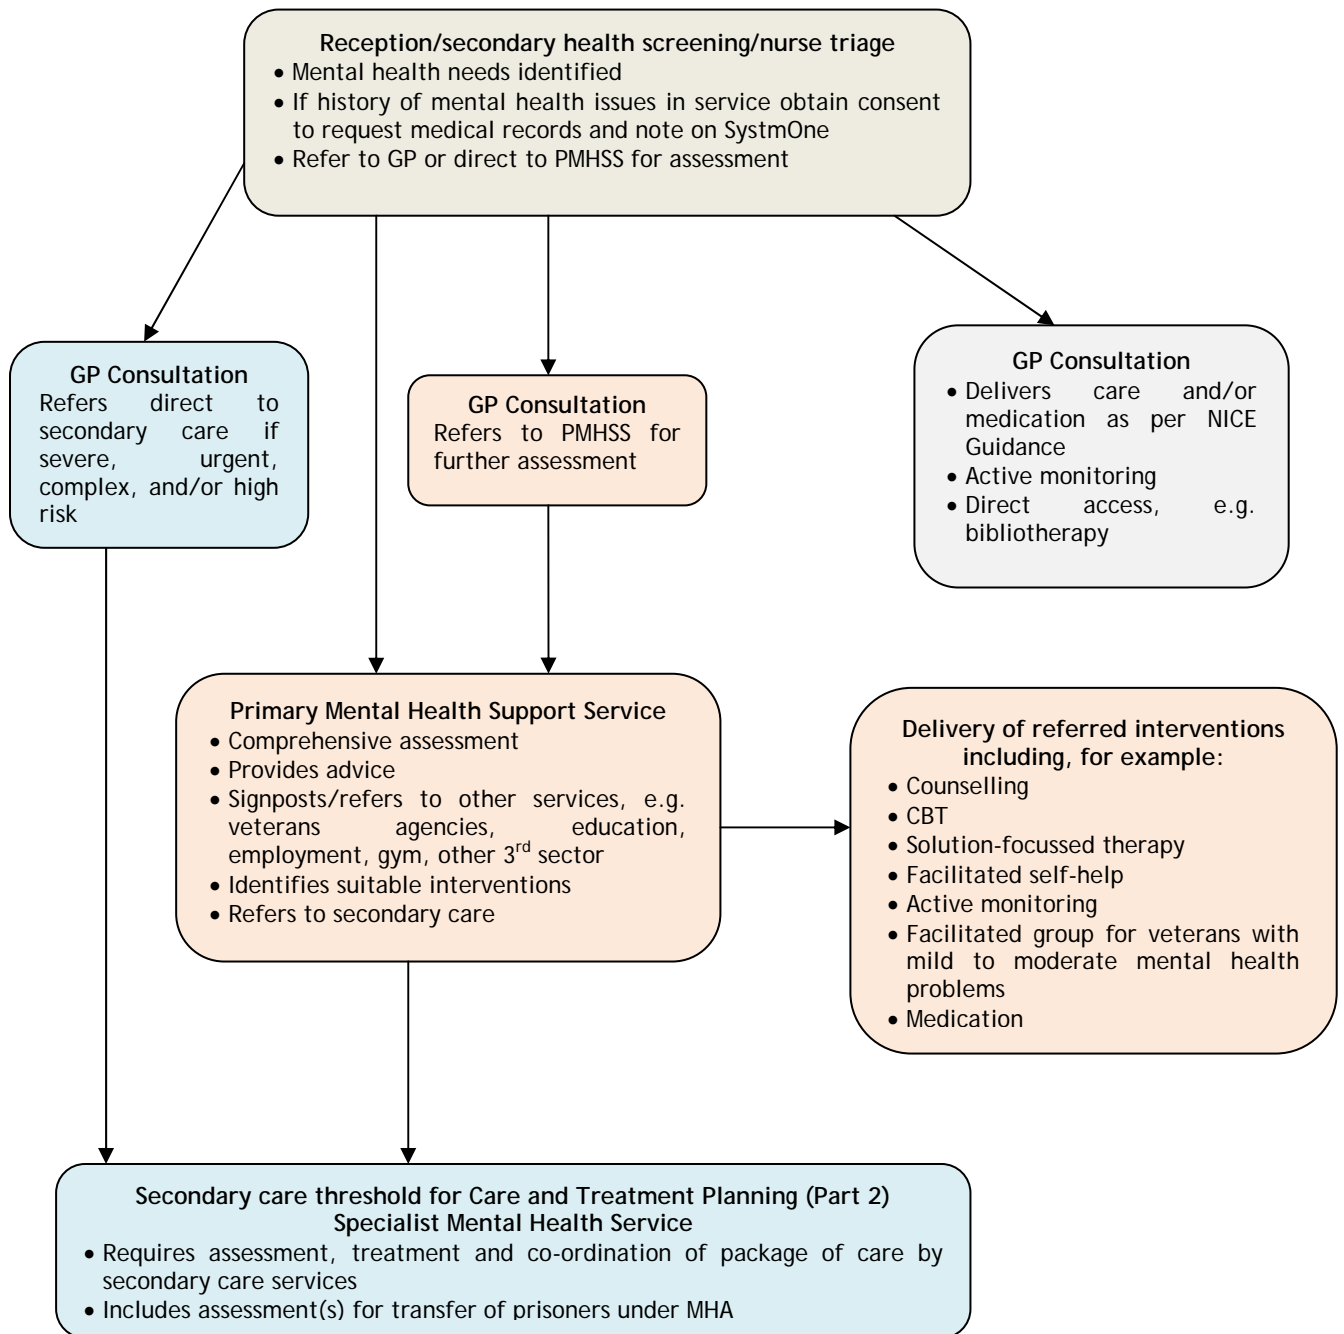 Reception/secondary health screening/nurse triage
• Mental health needs identified
• If history of mental health issues in service obtain consent
to request medical records and note on SystmOne
• Refer to GP or direct to PMHSS for assessment
GP Consultation
Refers direct to
secondary care if
severe, urgent,
complex, and/or high
risk
GP Consultation
Refers to PMHSS for
further assessment
GP Consultation
• Delivers care and/or
medication as per NICE
Guidance
• Active monitoring
• Direct access, e.g.
bibliotherapy
Primary Mental Health Support Service
• Comprehensive assessment
• Provides advice
• Signposts/refers to other services, e.g.
veterans agencies, education,
employment, gym, other 3rd sector
• Identifies suitable interventions
• Refers to secondary care
Delivery of referred interventions
including, for example:
• Counselling
• CBT
• Solution-focussed therapy
• Facilitated self-help
• Active monitoring
• Facilitated group for veterans with
mild to moderate mental health
problems
• Medication
Secondary care threshold for Care and Treatment Planning (Part 2)
Specialist Mental Health Service
• Requires assessment, treatment and co-ordination of package of care by
secondary care services
• Includes assessment(s) for transfer of prisoners under MHA